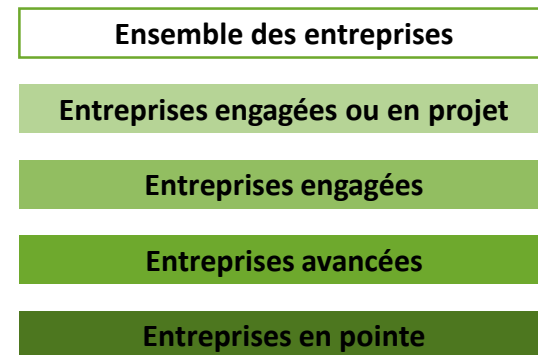 Ensemble des entreprises
Entreprises engagées ou en projet
Entreprises engagées
Entreprises avancées
Entreprises en pointe